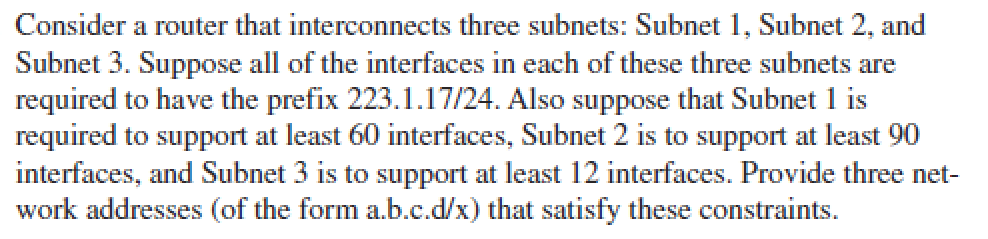 Consider a router that interconnects three subnets: Subnet 1, Subnet 2, and
Subnet 3. Suppose all of the interfaces in each of these three subnets are
required to have the prefix 223.1.17/24. Also suppose that Subnet 1 is
required to support at least 60 interfaces, Subnet 2 is to support at least 90
interfaces, and Subnet 3 is to support at least 12 interfaces. Provide three net-
work addresses (of the form a.b.c.d/x) that satisfy these constraints.